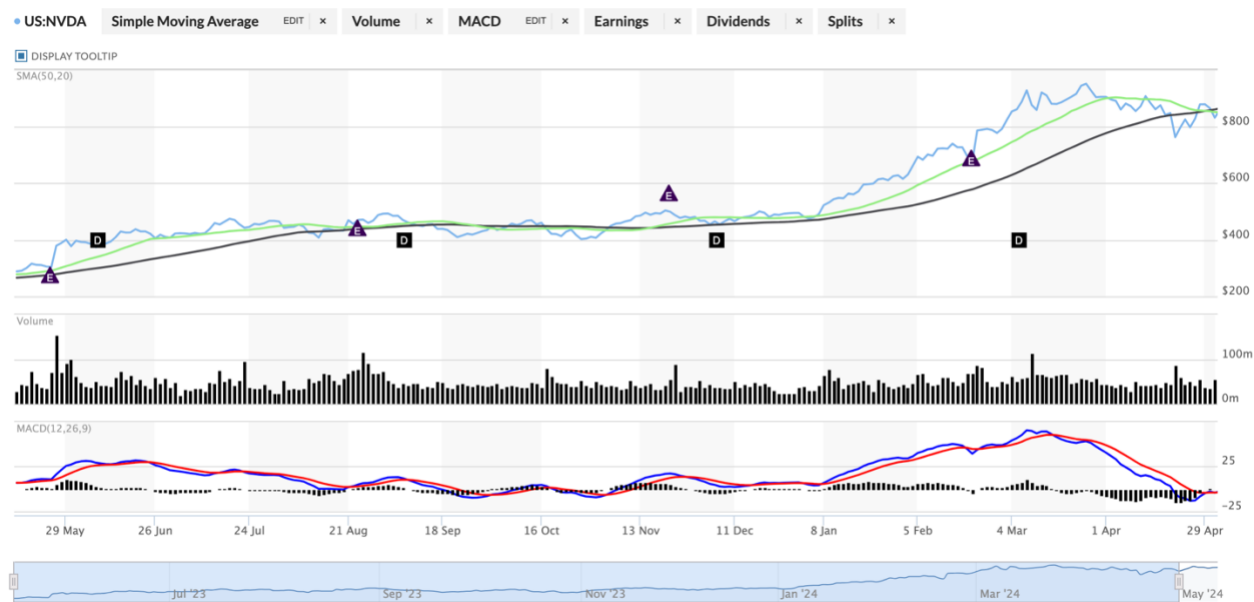 US:NVDA Simple Moving Average EDIT × Volume × MACD EDIT × Earnings × Dividends × Splits ×
DISPLAY TOOLTIP
SMA(50,20)
$800
E
$600
E
E D D D D $400
E
$200
Volume
100m
0m
MACD(12,26,9)
25
-25
29 May 26 Jun 24 Jul 21 Aug 18 Sep 16 Oct 13 Nov 11 Dec 8 Jan 5 Feb 4 Mar 1 Apr 29 Apr
Jul '23 Sep '23 Nov '23 Jan '24 Mar '24 May '24